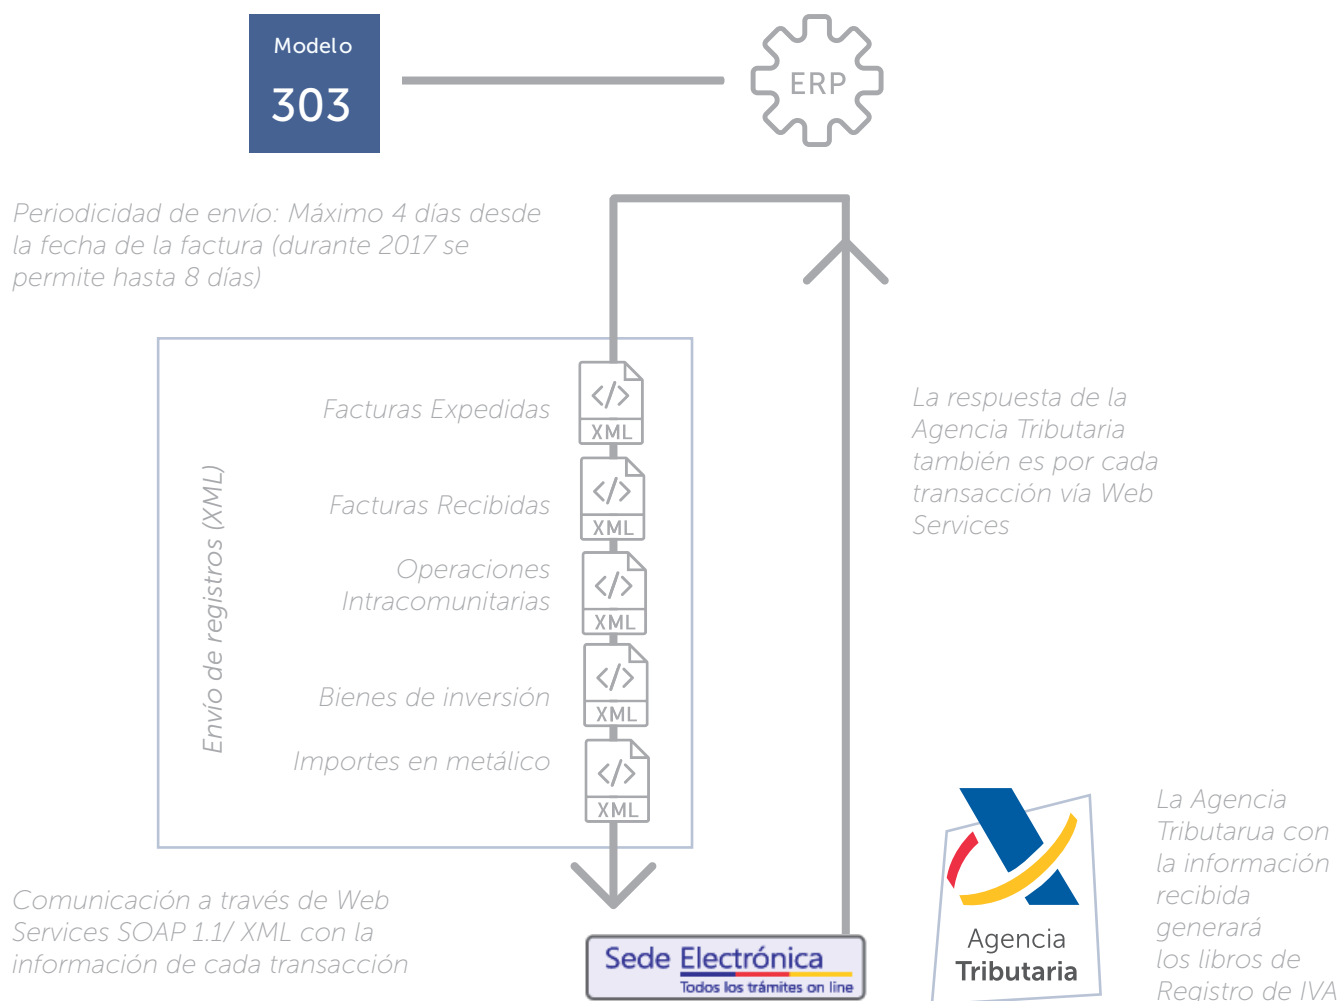 Modelo
303
ERP
Periodicidad de envío: Máximo 4 días desde
la fecha de la factura (durante 2017 se
permite hasta 8 días)
Envío de registros (XML)
Facturas Expedidas
</>
XML
Facturas Recibidas
</>
XML
Operaciones
Intracomunitarias
</>
XML
Bienes de inversión
</>
XML
Importes en metálico
</>
XML
La respuesta de la
Agencia Tributaria
también es por cada
transacción vía Web
Services
Comunicación a través de Web
Services SOAP 1.1/ XML con la
información de cada transacción
Sede Electrónica
Todos los trámites on line
Agencia
Tributaria
La Agencia
Tributarua con
la información
recibida
generará
los libros de
Registro de IVA